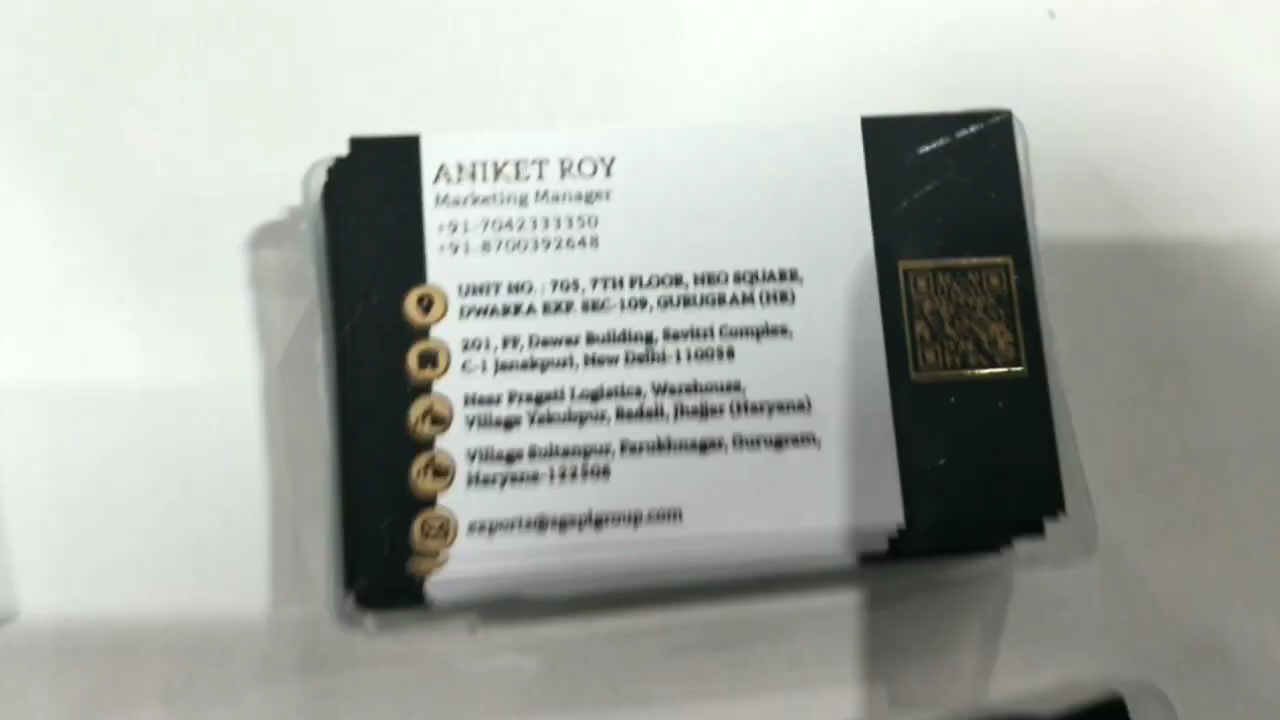 ANIKET ROY
Marketing Manager
+91-7042333350
+91-8700392648
UNIT NO. : 705, 7TH FLOOR, NEO SQUARE,
DWARKA EXP. SEC-109, GURUGRAM (HR)
201, FF, Dewar Building, Savitri Complex,
C-1 Janakpuri, New Delhi-110058
Near Pragati Logistics, Warehouse,
Village Yakubpur, Badali, Jhajjar (Haryana)
Village Sultanpur, Farukhnagar, Gurugram,
Haryana-122506